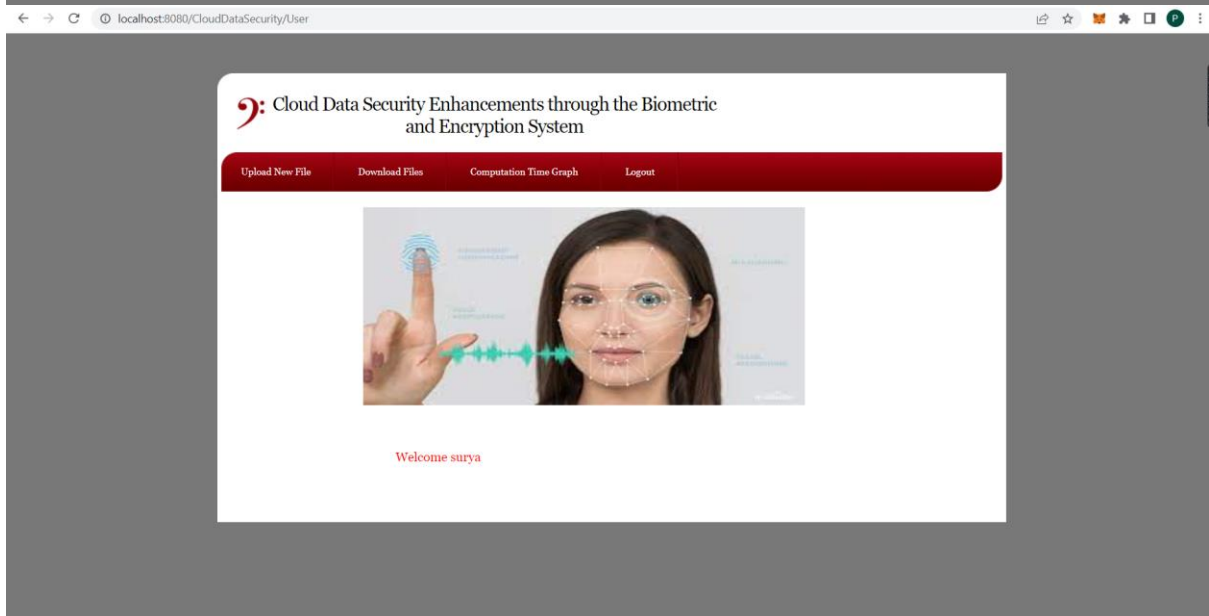 localhost:8080/CloudDataSecurity/User
P
Cloud Data Security Enhancements through the Biometric
and Encryption System
Upload New File Download Files Computation Time Graph Logout
Welcome surya